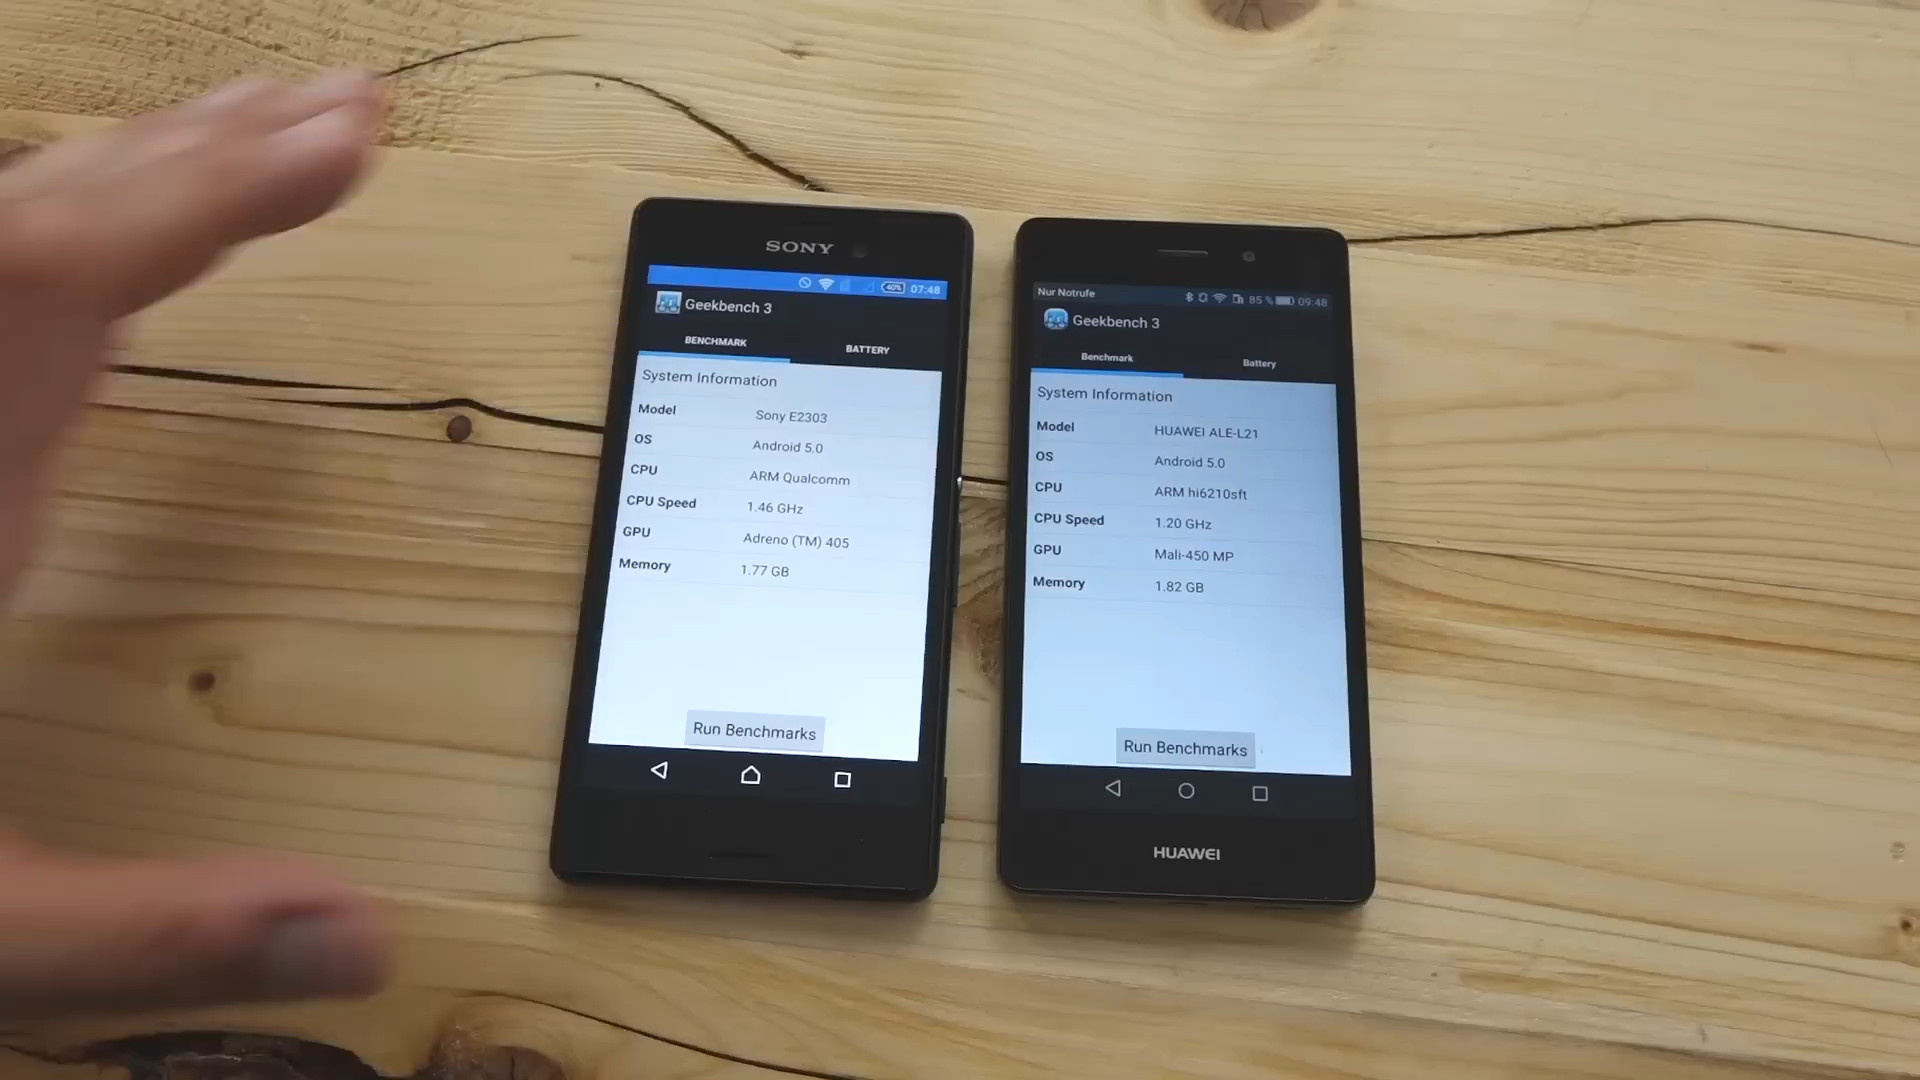 SONY
40% 07:48
Geekbench 3
BENCHMARK BATTERY
System Information
Model Sony E2303
OS Android 5.0
CPU ARM Qualcomm
CPU Speed 1.46 GHz
GPU Adreno (TM) 405
Memory 1.77 GB
Run Benchmarks
Nur Notrufe 85 % 09:48
Geekbench 3
Benchmark Battery
System Information
Model HUAWEI ALE-L21
OS Android 5.0
CPU ARM hi6210sft
CPU Speed 1.20 GHz
GPU Mali-450 MP
Memory 1.82 GB
Run Benchmarks
HUAWEI